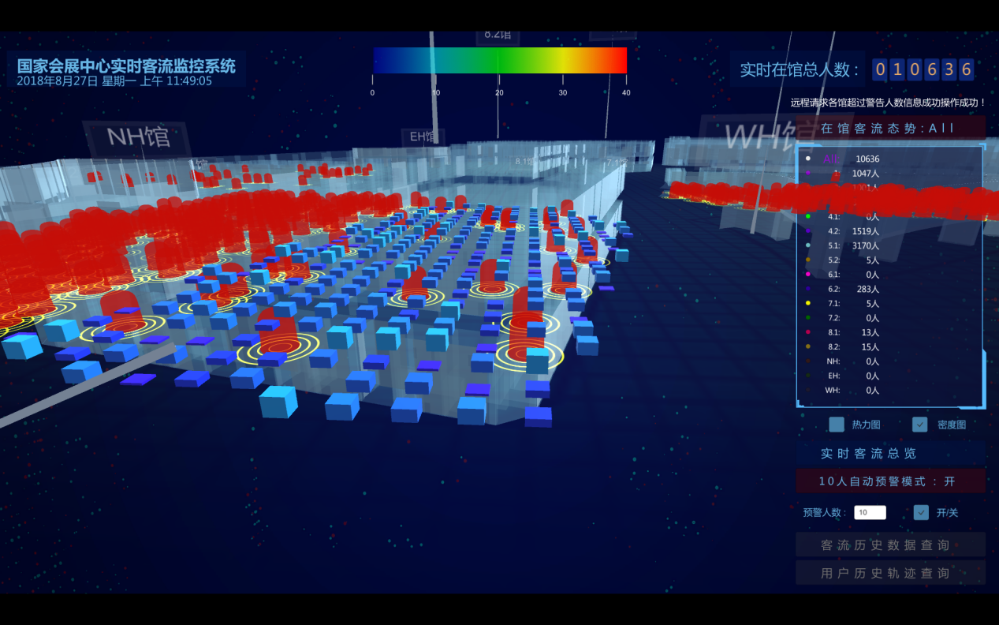 8.2馆
国家会展中心实时客流监控系统
2018年8月27日 星期一 上午 11:49:05
0 10 20 30 40
实时在馆总人数： 010636
远程请求各馆超过警告人数信息成功操作成功！
NH馆
EH馆
WH馆
8.1馆
7.1馆
在馆客流态势：All
All: 10636
1: 1047人
4.1: 0人
4.2: 1519人
5.1: 3170人
5.2: 5人
6.1: 0人
6.2: 283人
7.1: 5人
7.2: 0人
8.1: 13人
8.2: 15人
NH: 0人
EH: 0人
WH: 0人
热力图 密度图
实时客流总览
10人自动预警模式：开
预警人数： 10 开/关
客流历史数据查询
用户历史轨迹查询